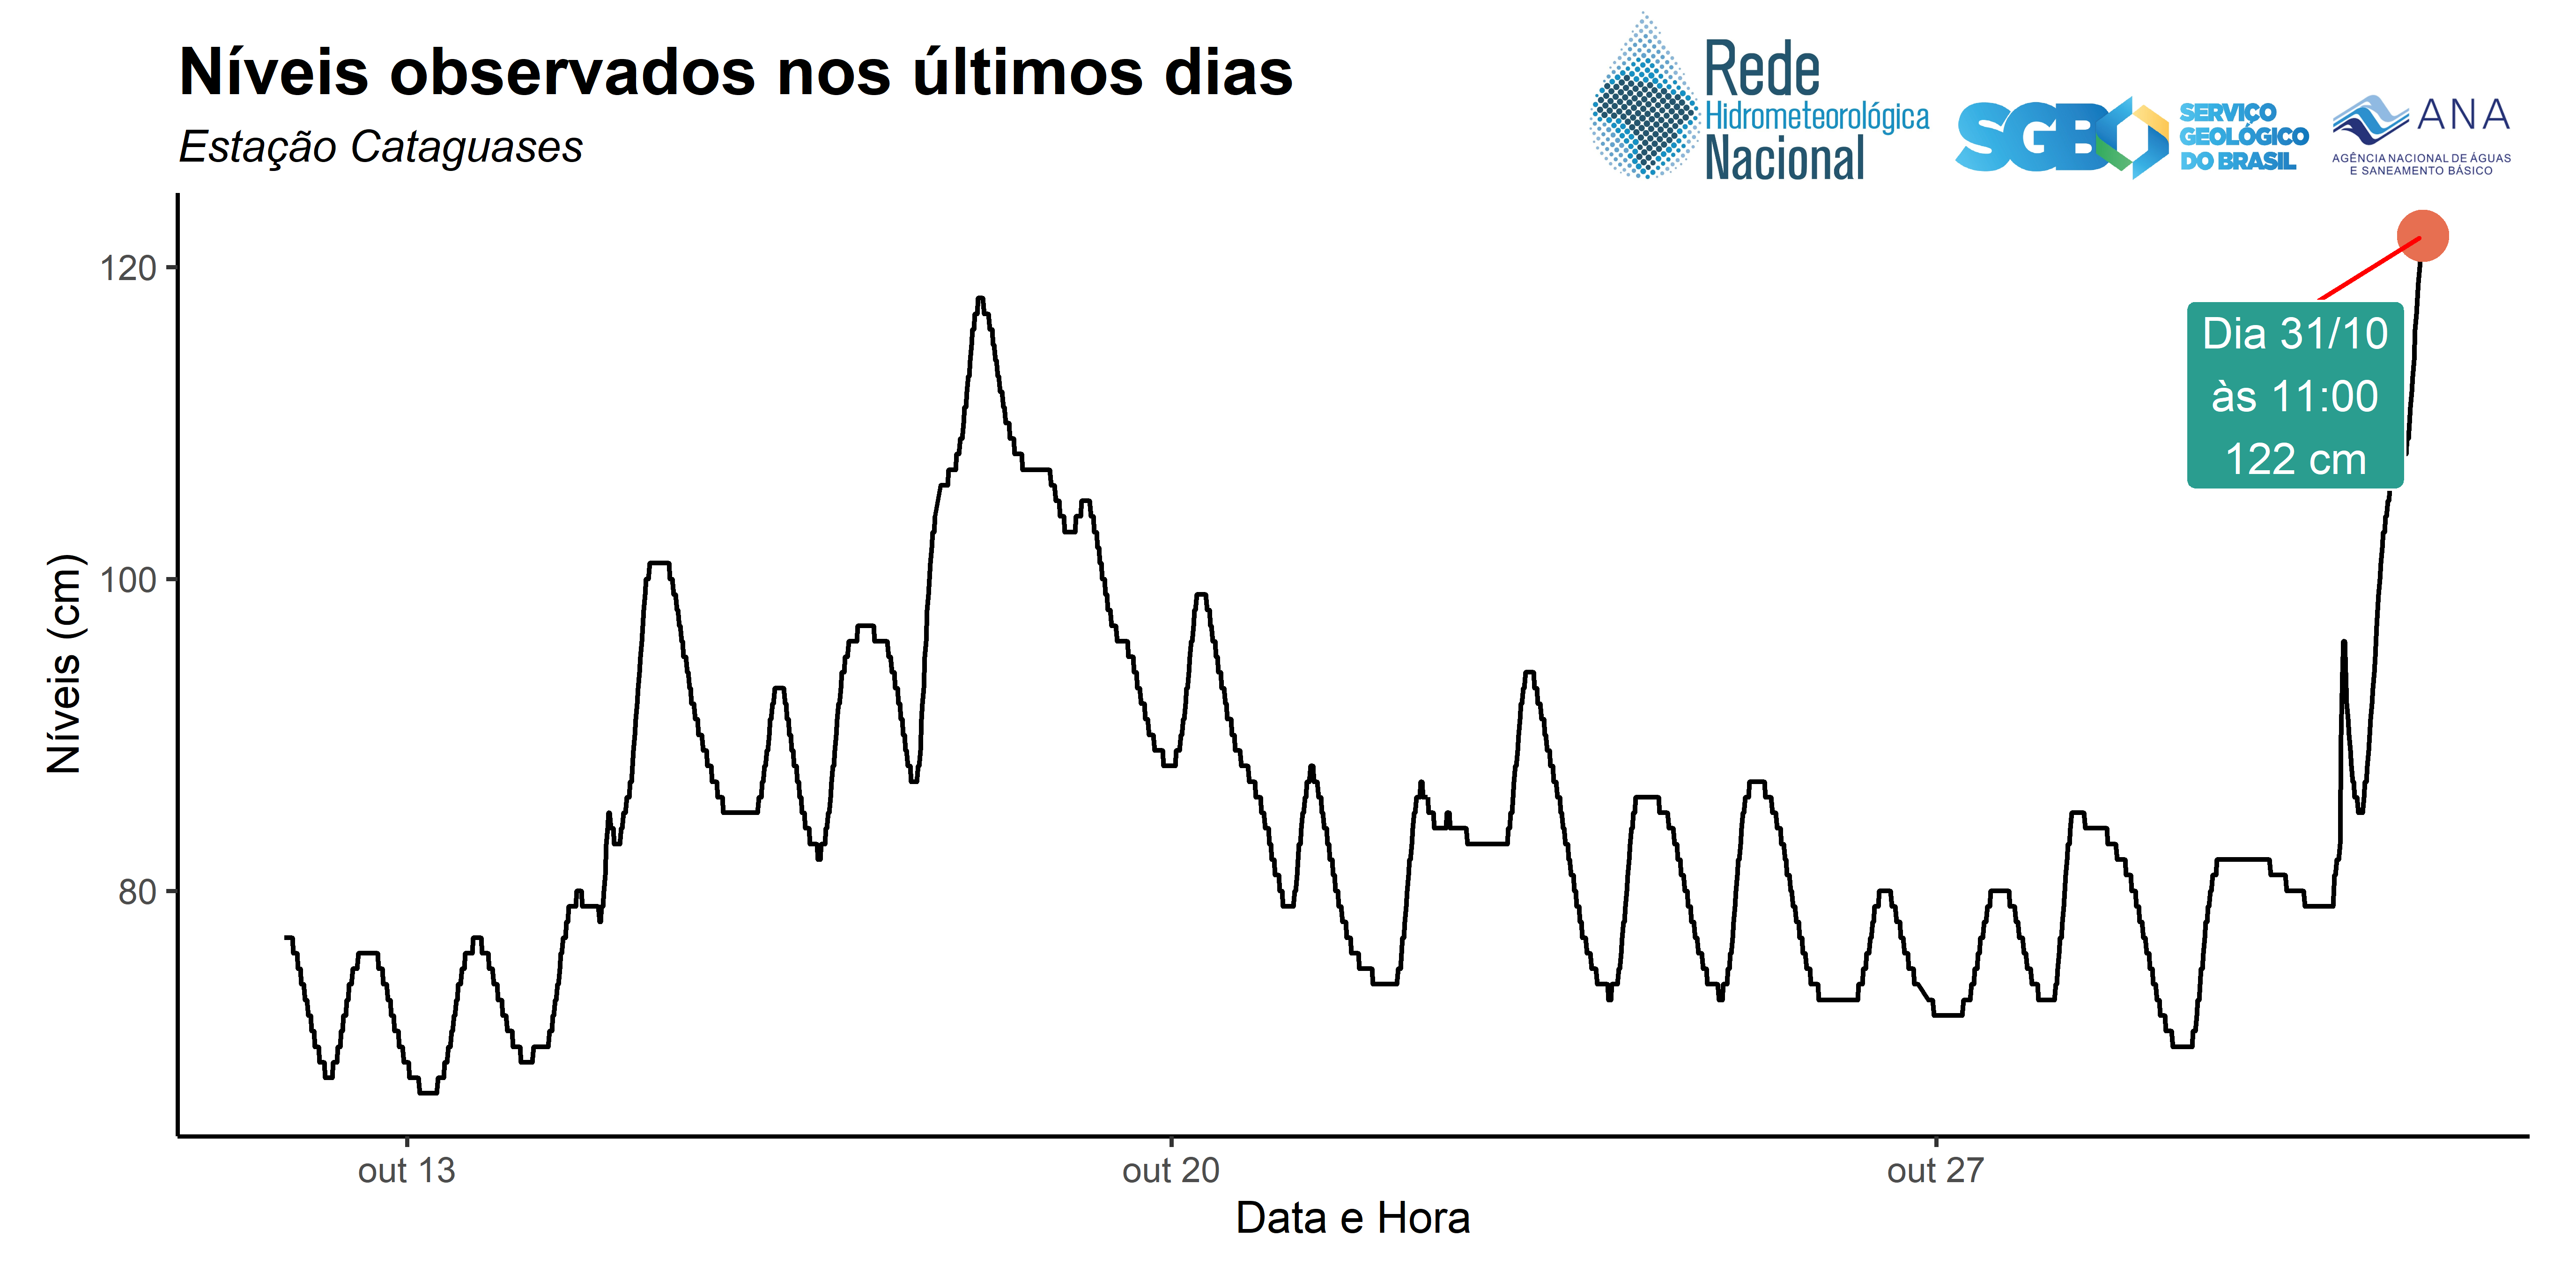 Níveis observados nos últimos dias
Estação Cataguases
Rede
Hidrometeorológica
Nacional
SGB
SERVIÇO
GEOLÓGICO
DO BRASIL
ANA
AGÊNCIA NACIONAL DE ÁGUAS
E SANEAMENTO BÁSICO
Níveis (cm)
120
100
80
Dia 31/10
às 11:00
122 cm
out 13
out 20
out 27
Data e Hora